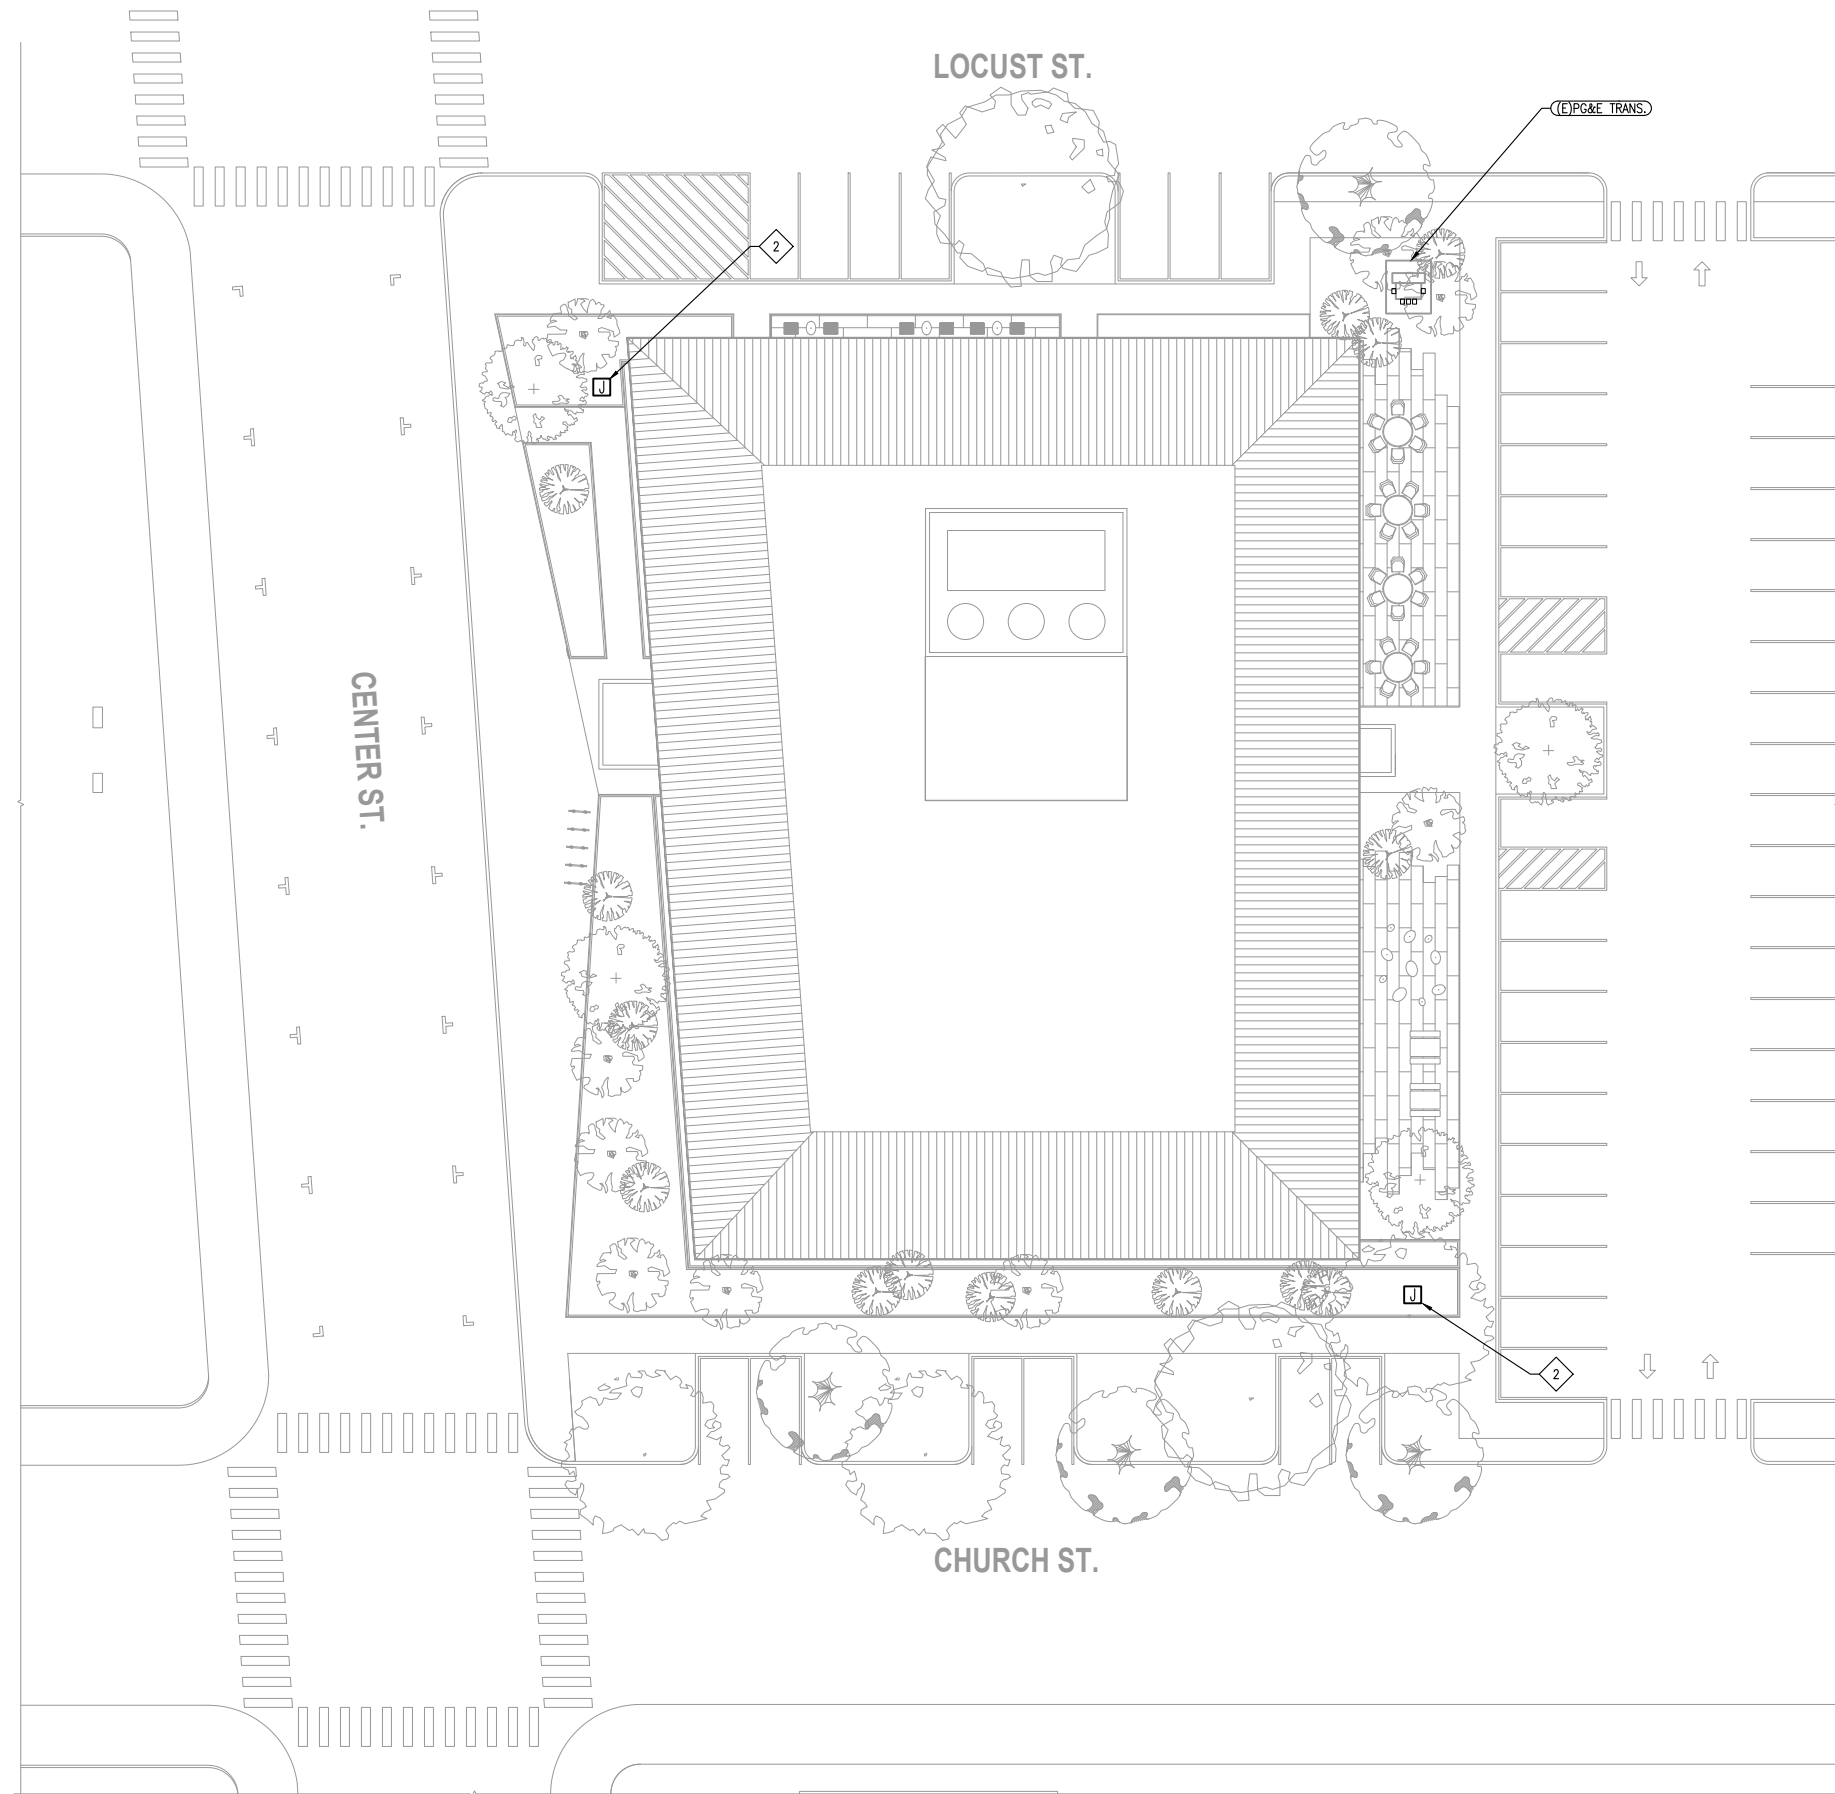 LOCUST ST.
(E)PG&E TRANS.
2
J
CENTER ST.
J
2
CHURCH ST.